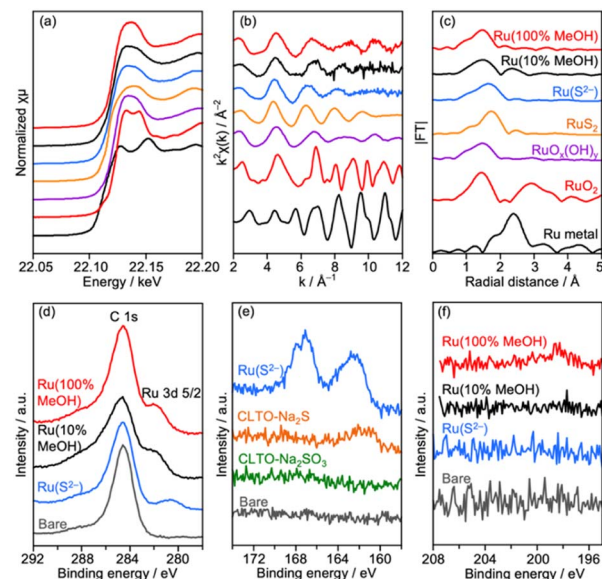 (a)
Normalized χμ
22.05 22.10 22.15 22.20
Energy / keV
(b)
k²χ(k) / Å⁻²
2 4 6 8 10 12
k / Å⁻¹
(c)
|FT|
Ru(100% MeOH)
Ru(10% MeOH)
Ru(S²⁻)
RuS₂
RuOₓ(OH)ᵧ
RuO₂
Ru metal
0 1 2 3 4 5
Radial distance / Å
(d)
Intensity / a.u.
C 1s
Ru 3d 5/2
Ru(100%
MeOH)
Ru(10%
MeOH)
Ru(S²⁻)
Bare
292 288 284 280
Binding energy / eV
(e)
Intensity / a.u.
Ru(S²⁻)
CLTO-Na₂S
CLTO-Na₂SO₃
Bare
172 167 162 158
Binding energy / eV
(f)
Intensity / a.u.
Ru(100% MeOH)
Ru(10% MeOH)
Ru(S²⁻)
Bare
208 204 200 196
Binding energy / eV